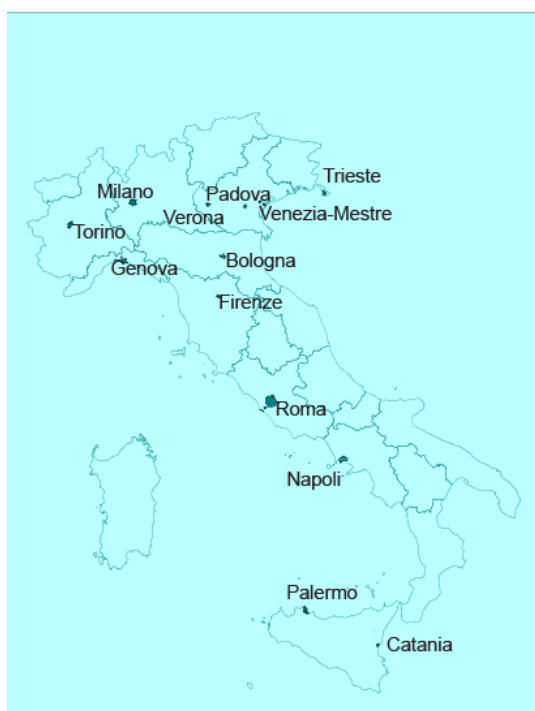 Trieste
Milano
Padova
Verona
Venezia-Mestre
Torino
Bologna
Genova
Firenze
Roma
Napoli
Palermo
Catania